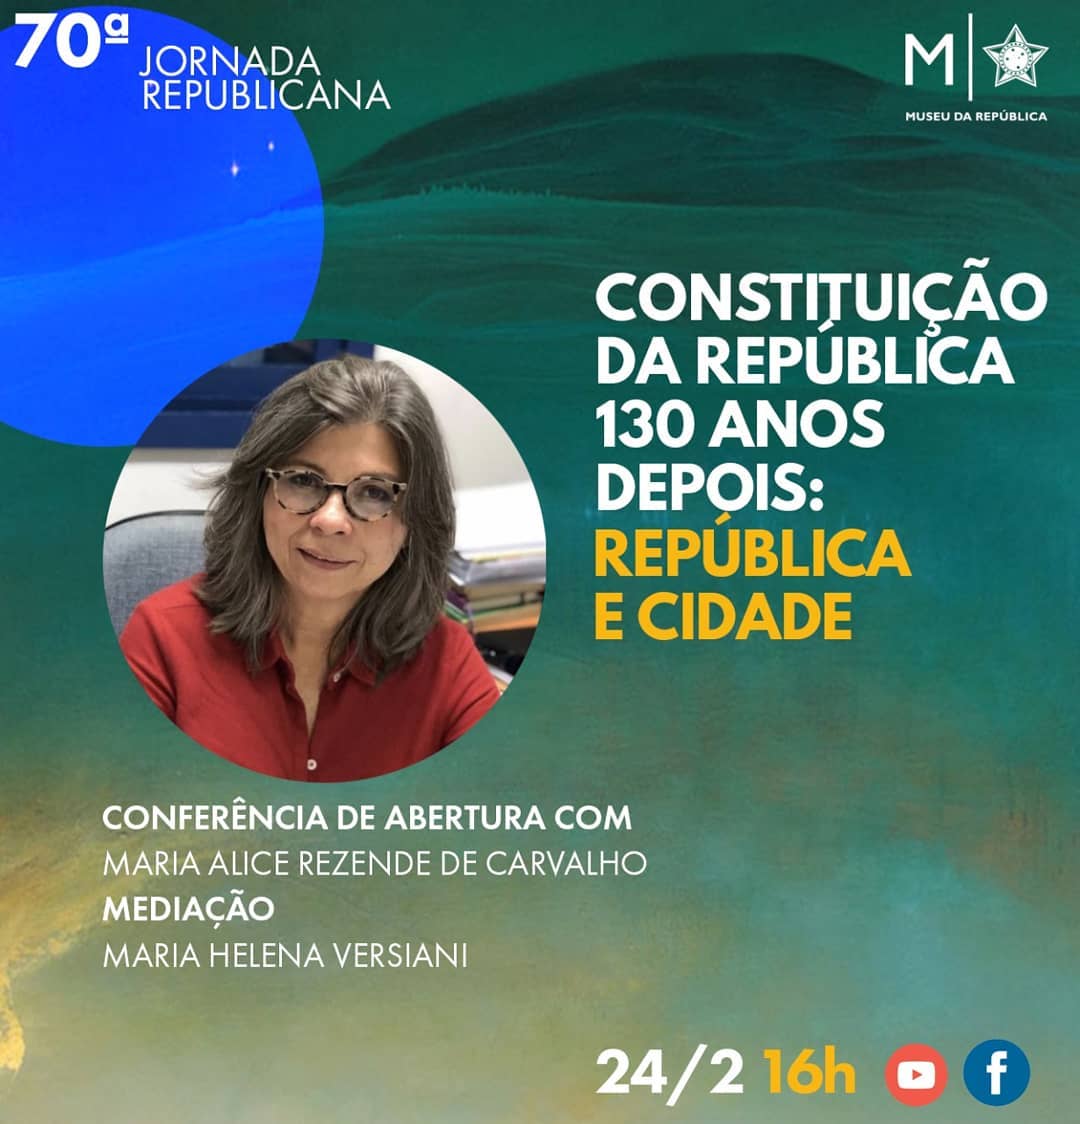 70ª JORNADA
REPUBLICANA
M
MUSEU DA REPÚBLICA
CONSTITUIÇÃO
DA REPÚBLICA
130 ANOS
DEPOIS:
REPÚBLICA
E CIDADE
CONFERÊNCIA DE ABERTURA COM
MARIA ALICE REZENDE DE CARVALHO
MEDIAÇÃO
MARIA HELENA VERSIANI
24/2 16h f